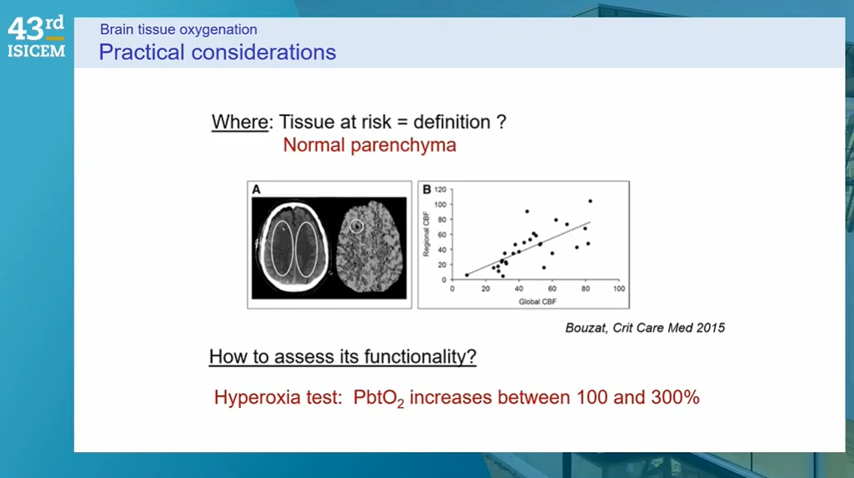 43rd
ISICEM
Brain tissue oxygenation
Practical considerations
Where: Tissue at risk = definition ?
Normal parenchyma
A
B
120
100
80
60
40
20
0
Regional CBF
0 20 40 60 80 100
Global CBF
Bouzat, Crit Care Med 2015
How to assess its functionality?
Hyperoxia test: PbtO₂ increases between 100 and 300%